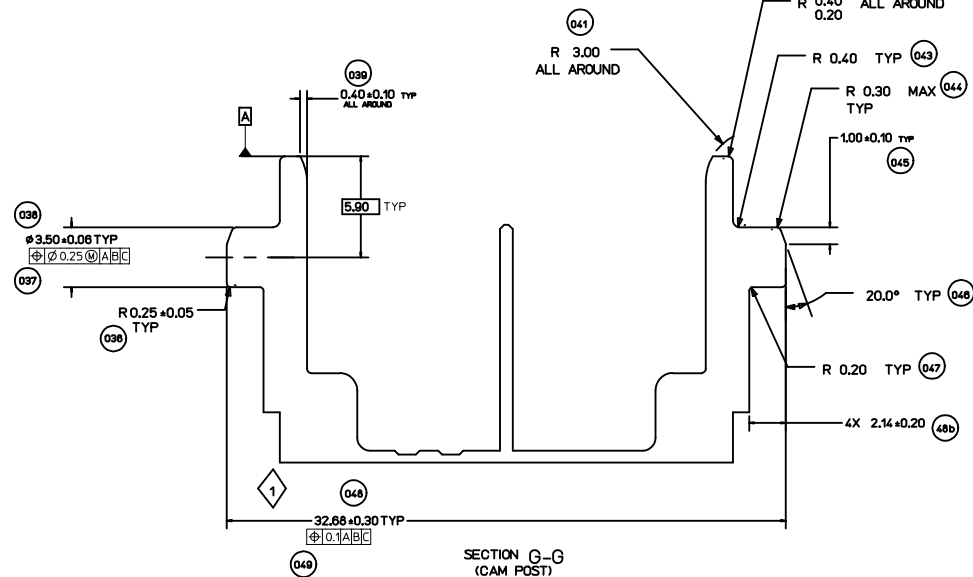 R 0.40 ALL AROUND
0.20
041
R 3.00
ALL AROUND
R 0.40 TYP 043
039
0.40±0.10 TYP
ALL AROUND
R 0.30 MAX 044
TYP
A
1.00±0.10 TYP
045
5.90 TYP
038
ø3.50±0.06 TYP
⌖ Ø 0.25 Ⓜ A B C
037
R 0.25 ±0.05
TYP
036
20.0° TYP 046
R 0.20 TYP 047
4X 2.14±0.20 48b
1
048
32.68±0.30 TYP
⌖ 0.1 A B C
049
SECTION G-G
(CAM POST)